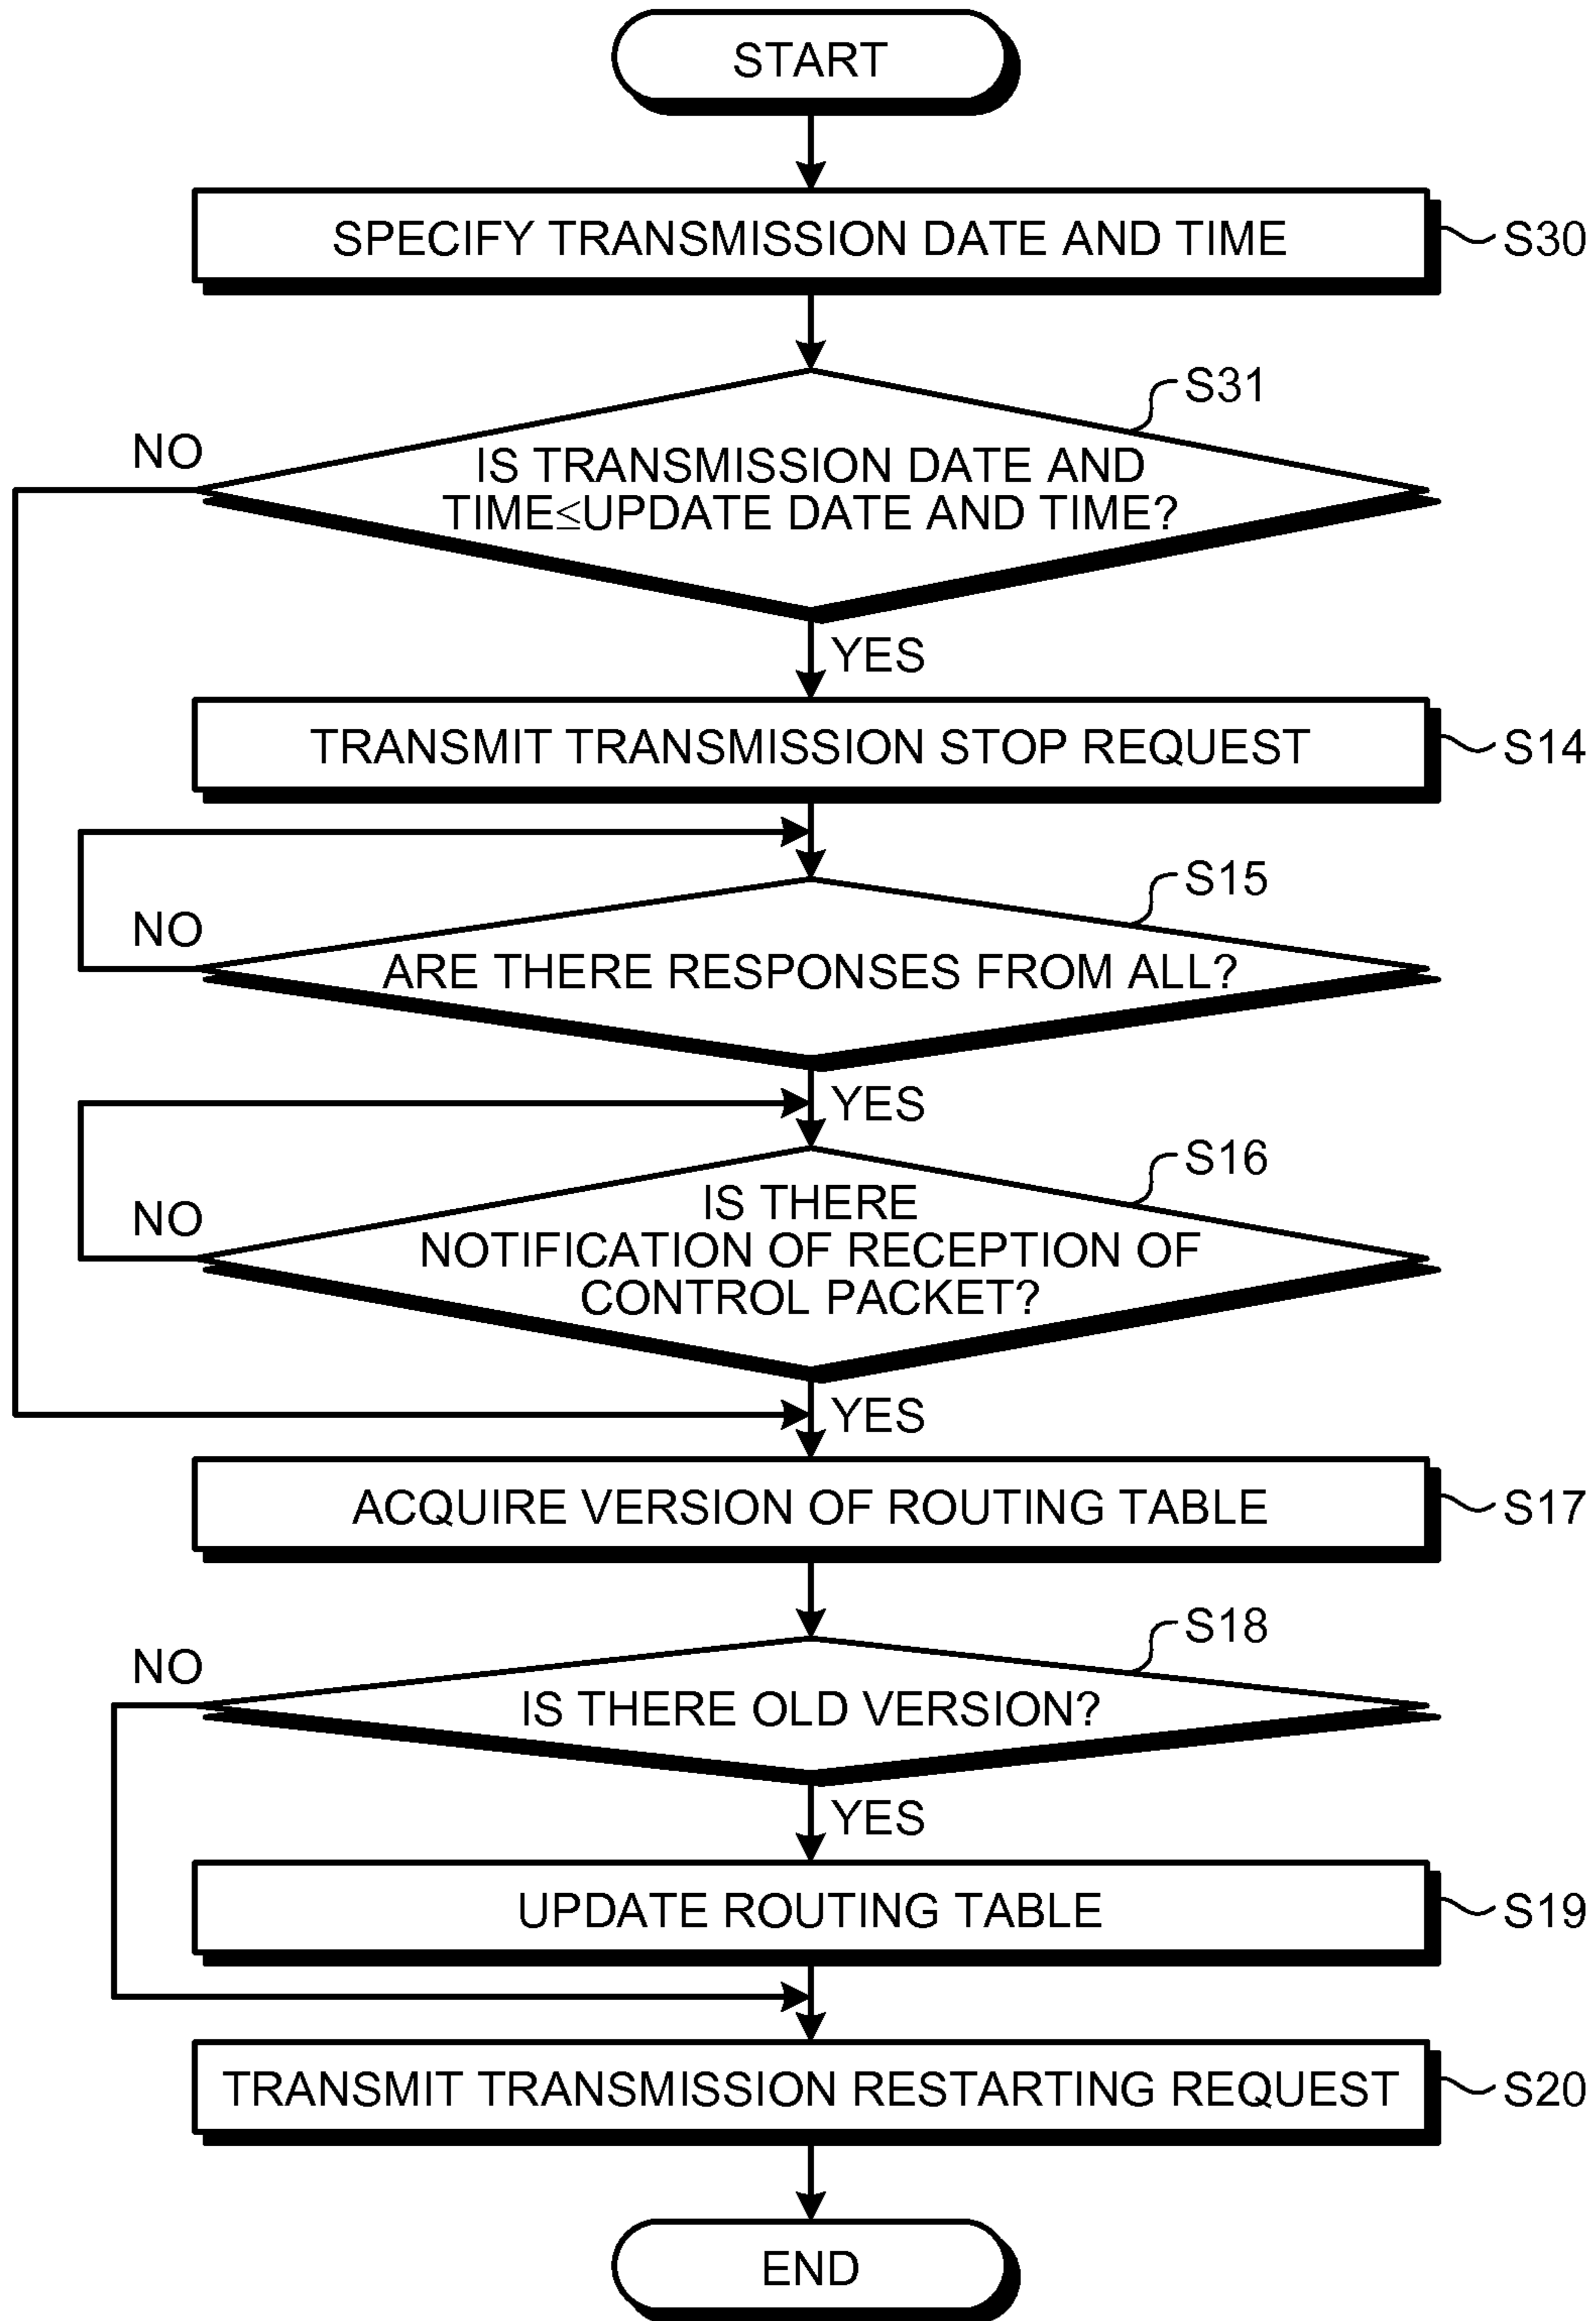 START
SPECIFY TRANSMISSION DATE AND TIME
S30
S31
NO
IS TRANSMISSION DATE AND
TIME≤UPDATE DATE AND TIME?
YES
TRANSMIT TRANSMISSION STOP REQUEST
S14
S15
NO
ARE THERE RESPONSES FROM ALL?
YES
S16
NO
IS THERE
NOTIFICATION OF RECEPTION OF
CONTROL PACKET?
YES
ACQUIRE VERSION OF ROUTING TABLE
S17
S18
NO
IS THERE OLD VERSION?
YES
UPDATE ROUTING TABLE
S19
TRANSMIT TRANSMISSION RESTARTING REQUEST
S20
END